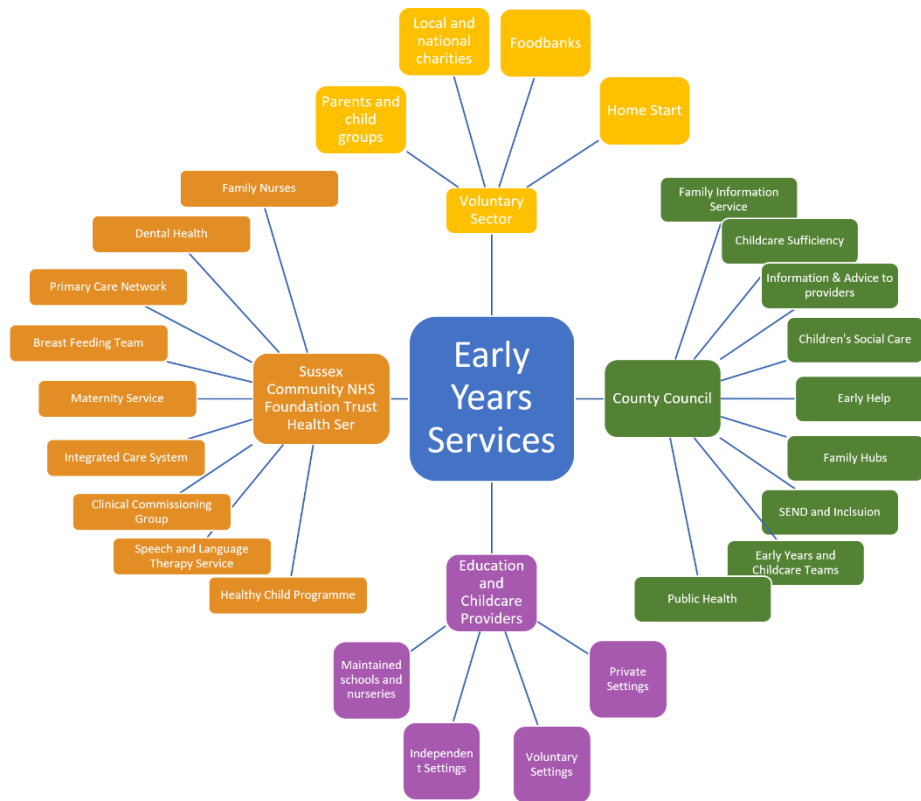 Local and
national
charities
Foodbanks
Parents and
child
groups
Home Start
Voluntary
Sector
Family Nurses
Dental Health
Primary Care Network
Breast Feeding Team
Maternity Service
Integrated Care System
Clinical Commissioning
Group
Speech and Language
Therapy Service
Healthy Child Programme
Sussex
Community NHS
Foundation Trust
Health Ser
Early
Years
Services
County Council
Family Information
Service
Childcare Sufficiency
Information & Advice to
providers
Children's Social Care
Early Help
Family Hubs
SEND and Inclsuion
Early Years and
Childcare Teams
Public Health
Education
and
Childcare
Providers
Maintained
schools and
nurseries
Independen
t Settings
Voluntary
Settings
Private
Settings